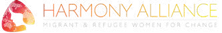 HARMONY ALLIANCE
MIGRANT & REFUGEE WOMEN FOR CHANGE